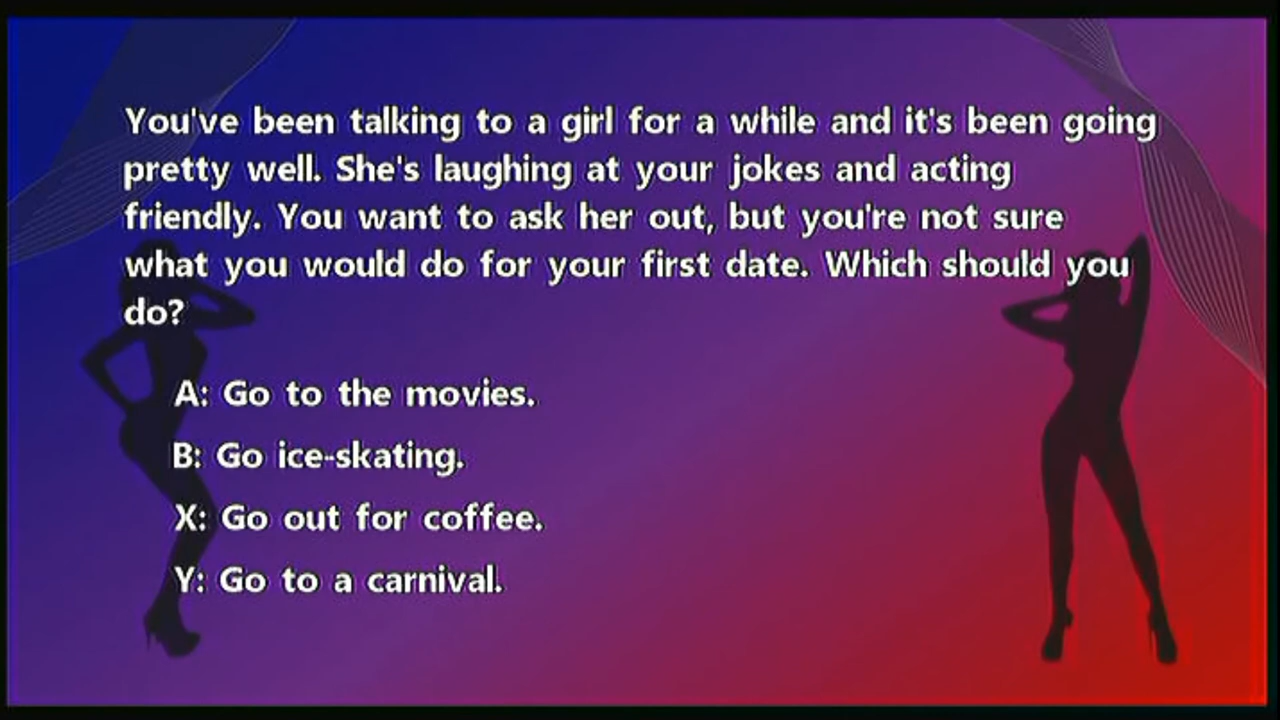 You've been talking to a girl for a while and it's been going
pretty well. She's laughing at your jokes and acting
friendly. You want to ask her out, but you're not sure
what you would do for your first date. Which should you
do?
A: Go to the movies.
B: Go ice-skating.
X: Go out for coffee.
Y: Go to a carnival.